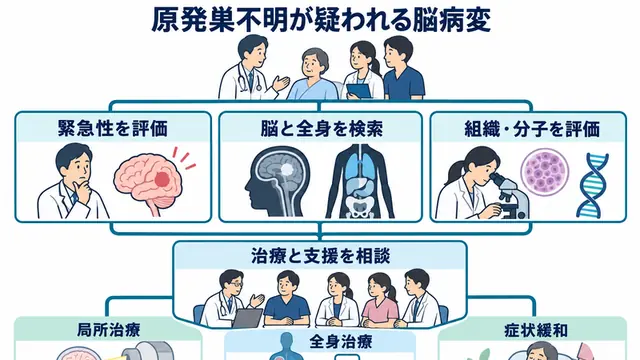 原発巣不明が疑われる脳病変
緊急性を評価
脳と全身を検索
組織・分子を評価
治療と支援を相談
局所治療
全身治療
症状緩和